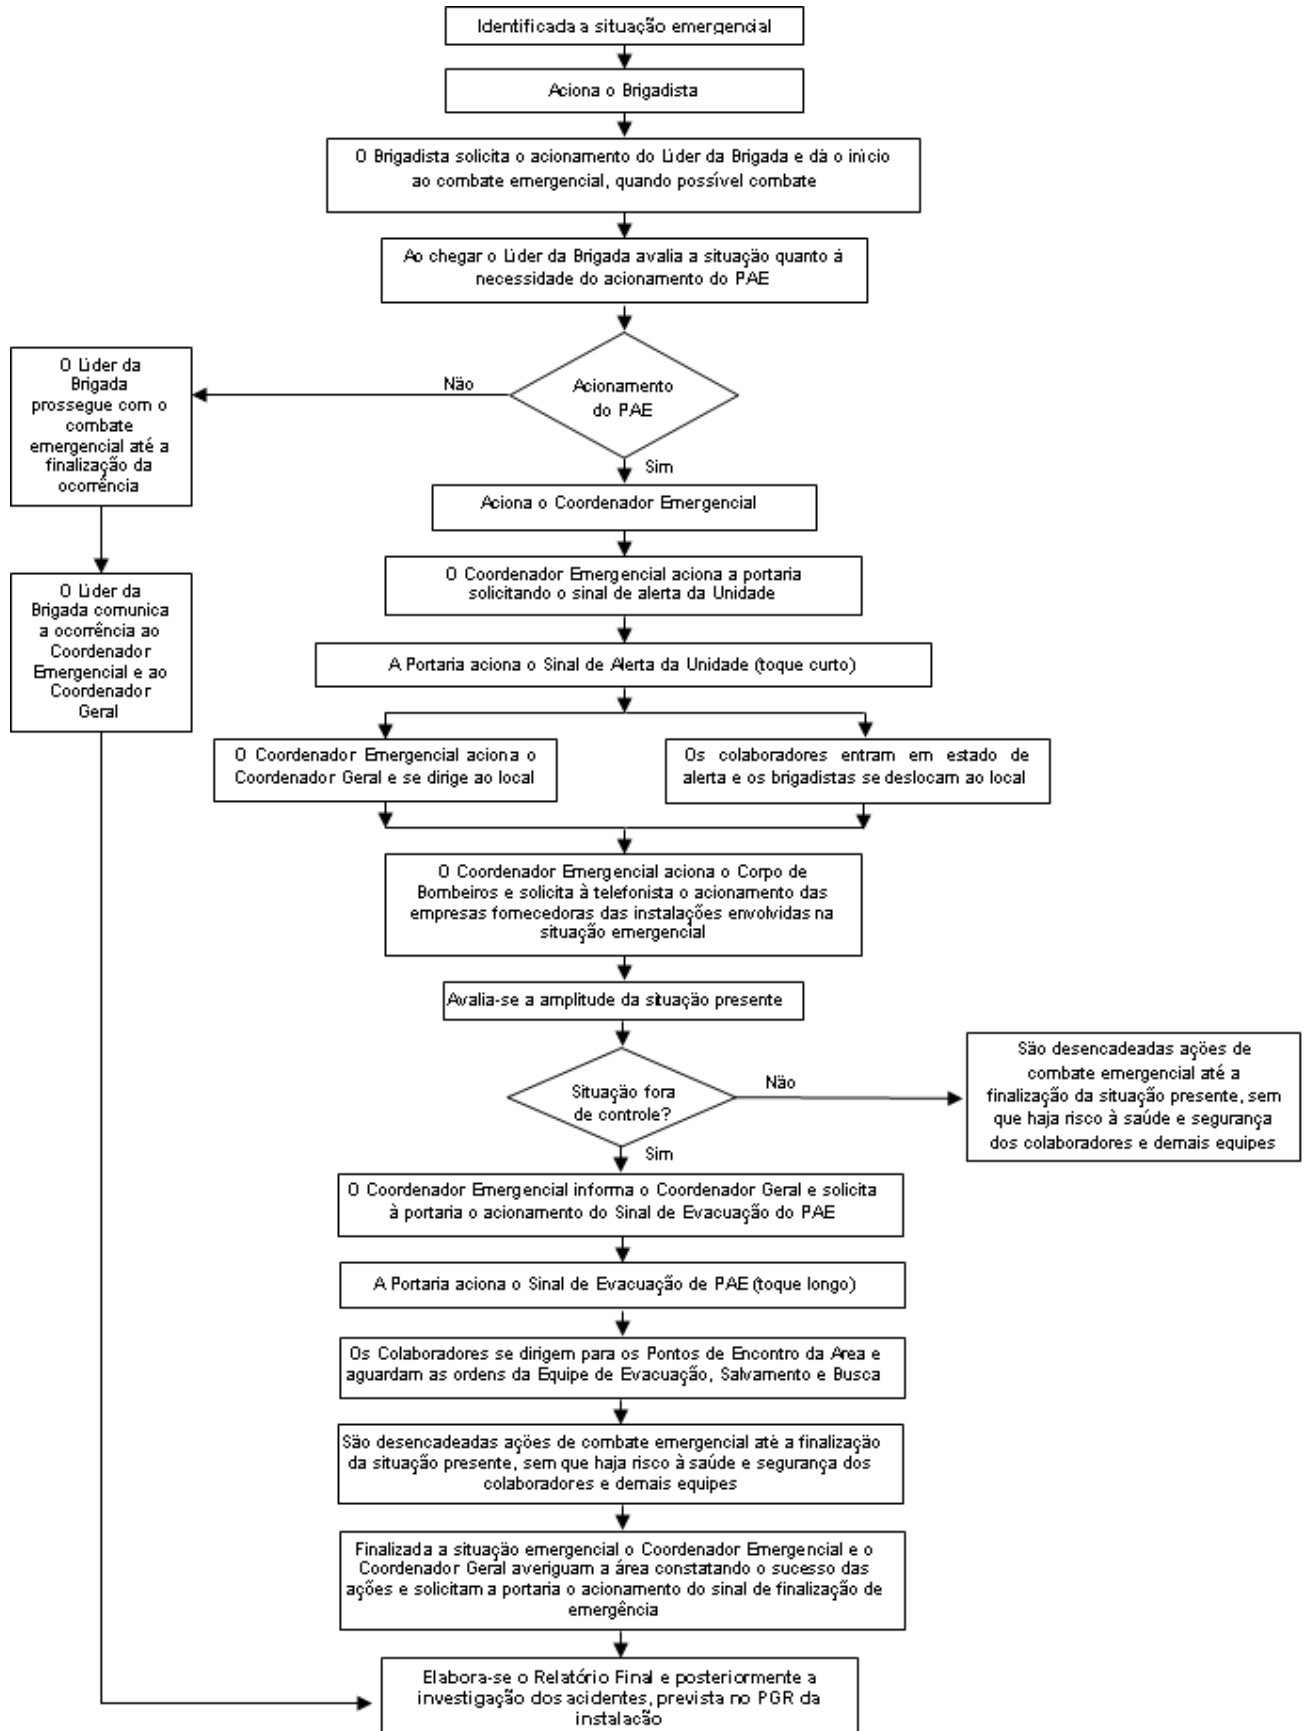 Identificada a situação emergencial
Aciona o Brigadista
O Brigadista solicita o acionamento do Líder da Brigada e dá o início
ao combate emergencial, quando possível combate
Ao chegar o Líder da Brigada avalia a situação quanto à
necessidade do acionamento do PAE
Acionamento
do PAE
Não
Sim
O Líder da
Brigada
prossegue com o
combate
emergencial até a
finalização da
ocorrência
O Líder da
Brigada comunica
a ocorrência ao
Coordenador
Emergencial e ao
Coordenador
Geral
Aciona o Coordenador Emergencial
O Coordenador Emergencial aciona a portaria
solicitando o sinal de alerta da Unidade
A Portaria aciona o Sinal de Alerta da Unidade (toque curto)
O Coordenador Emergencial aciona o
Coordenador Geral e se dirige ao local
Os colaboradores entram em estado de
alerta e os brigadistas se deslocam ao local
O Coordenador Emergencial aciona o Corpo de
Bombeiros e solicita à telefonista o acionamento das
empresas fornecedoras das instalações envolvidas na
situação emergencial
Avalia-se a amplitude da situação presente
Situação fora
de controle?
Não
Sim
São desencadeadas ações de
combate emergencial até a
finalização da situação presente, sem
que haja risco à saúde e segurança
dos colaboradores e demais equipes
O Coordenador Emergencial informa o Coordenador Geral e solicita
à portaria o acionamento do Sinal de Evacuação do PAE
A Portaria aciona o Sinal de Evacuação de PAE (toque longo)
Os Colaboradores se dirigem para os Pontos de Encontro da Area e
aguardam as ordens da Equipe de Evacuação, Salvamento e Busca
São desencadeadas ações de combate emergencial até a finalização
da situação presente, sem que haja risco à saúde e segurança dos
colaboradores e demais equipes
Finalizada a situação emergencial o Coordenador Emergencial e o
Coordenador Geral averiguam a área constatando o sucesso das
ações e solicitam a portaria o acionamento do sinal de finalização de
emergência
Elabora-se o Relatório Final e posteriormente a
investigação dos acidentes, prevista no PGR da
instalação